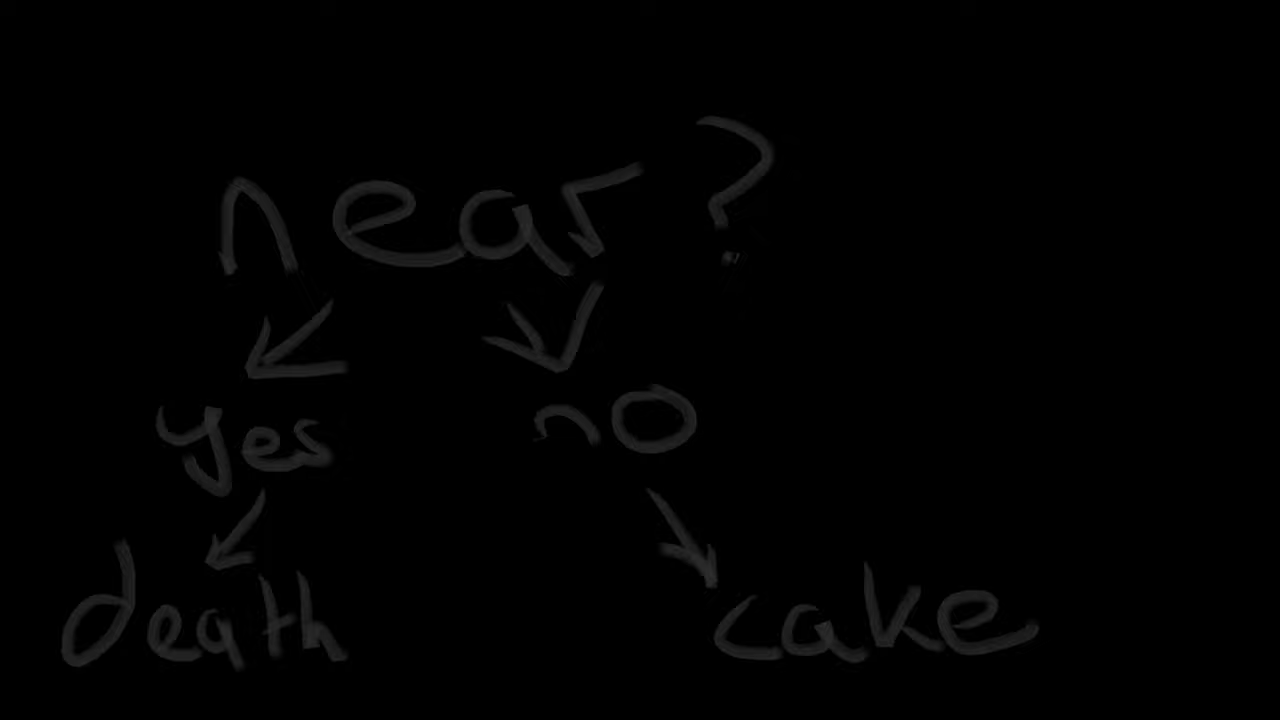 near?
yes no
death cake